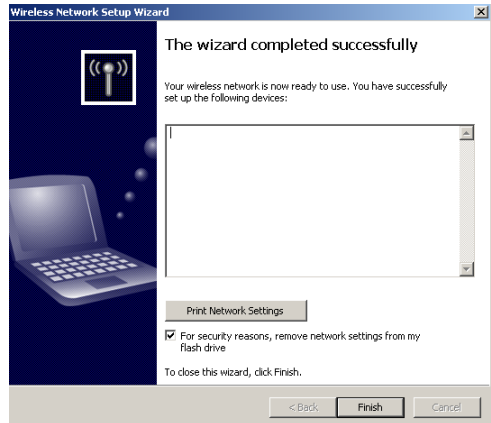 Wireless Network Setup Wizard
The wizard completed successfully
Your wireless network is now ready to use. You have successfully
set up the following devices:
Print Network Settings
For security reasons, remove network settings from my
flash drive
To close this wizard, click Finish.
< Back Finish Cancel